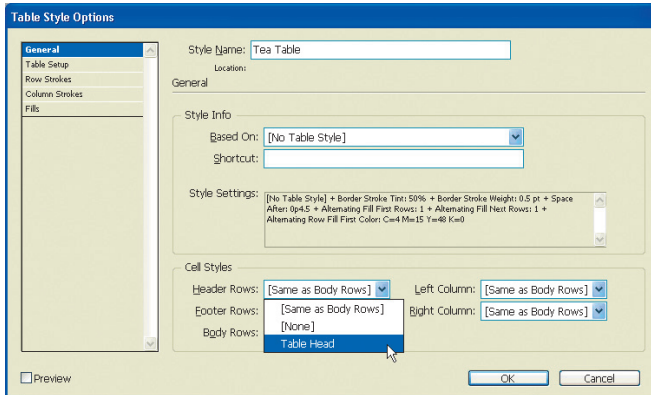 Table Style Options
General
Table Setup
Row Strokes
Column Strokes
Fills
Style Name: Tea Table
Location:
General
Style Info
Based On: [No Table Style]
Shortcut:
Style Settings: [No Table Style] + Border Stroke Tint: 50% + Border Stroke Weight: 0.5 pt + Space
After: 0p4.5 + Alternating Fill First Rows: 1 + Alternating Fill Next Rows: 1 +
Alternating Row Fill First Color: C=4 M=15 Y=48 K=0
Cell Styles
Header Rows: [Same as Body Rows] Left Column: [Same as Body Rows]
Footer Rows: [Same as Body Rows] Right Column: [Same as Body Rows]
[None]
Body Rows: Table Head
Preview OK Cancel